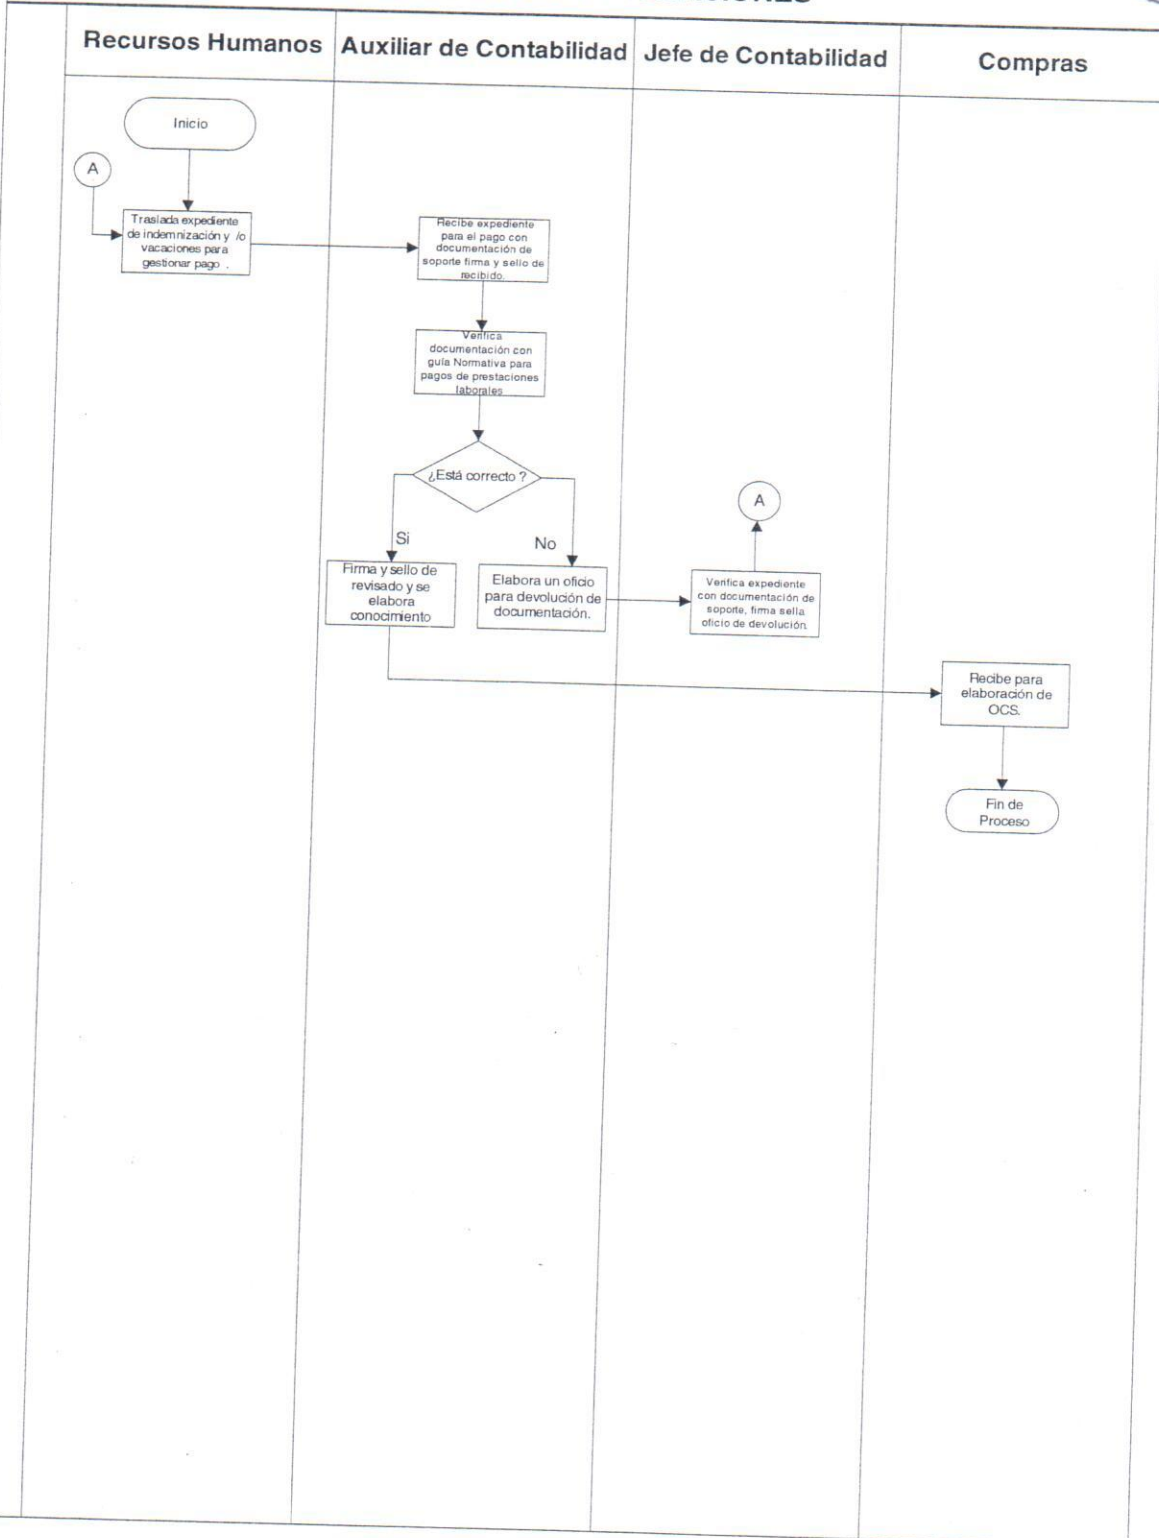 Recursos Humanos
Auxiliar de Contabilidad
Jefe de Contabilidad
Compras
Inicio
A
Traslada expediente
de indemnización y /o
vacaciones para
gestionar pago .
Recibe expediente
para el pago con
documentación de
soporte firma y sello de
recibido.
Verifica
documentación con
guía Normativa para
pagos de prestaciones
laborales
¿Está correcto ?
Si
No
Firma y sello de
revisado y se
elabora
conocimiento
Elabora un oficio
para devolución de
documentación.
A
Verifica expediente
con documentación de
soporte, firma sella
oficio de devolución.
Recibe para
elaboración de
OCS.
Fin de
Proceso